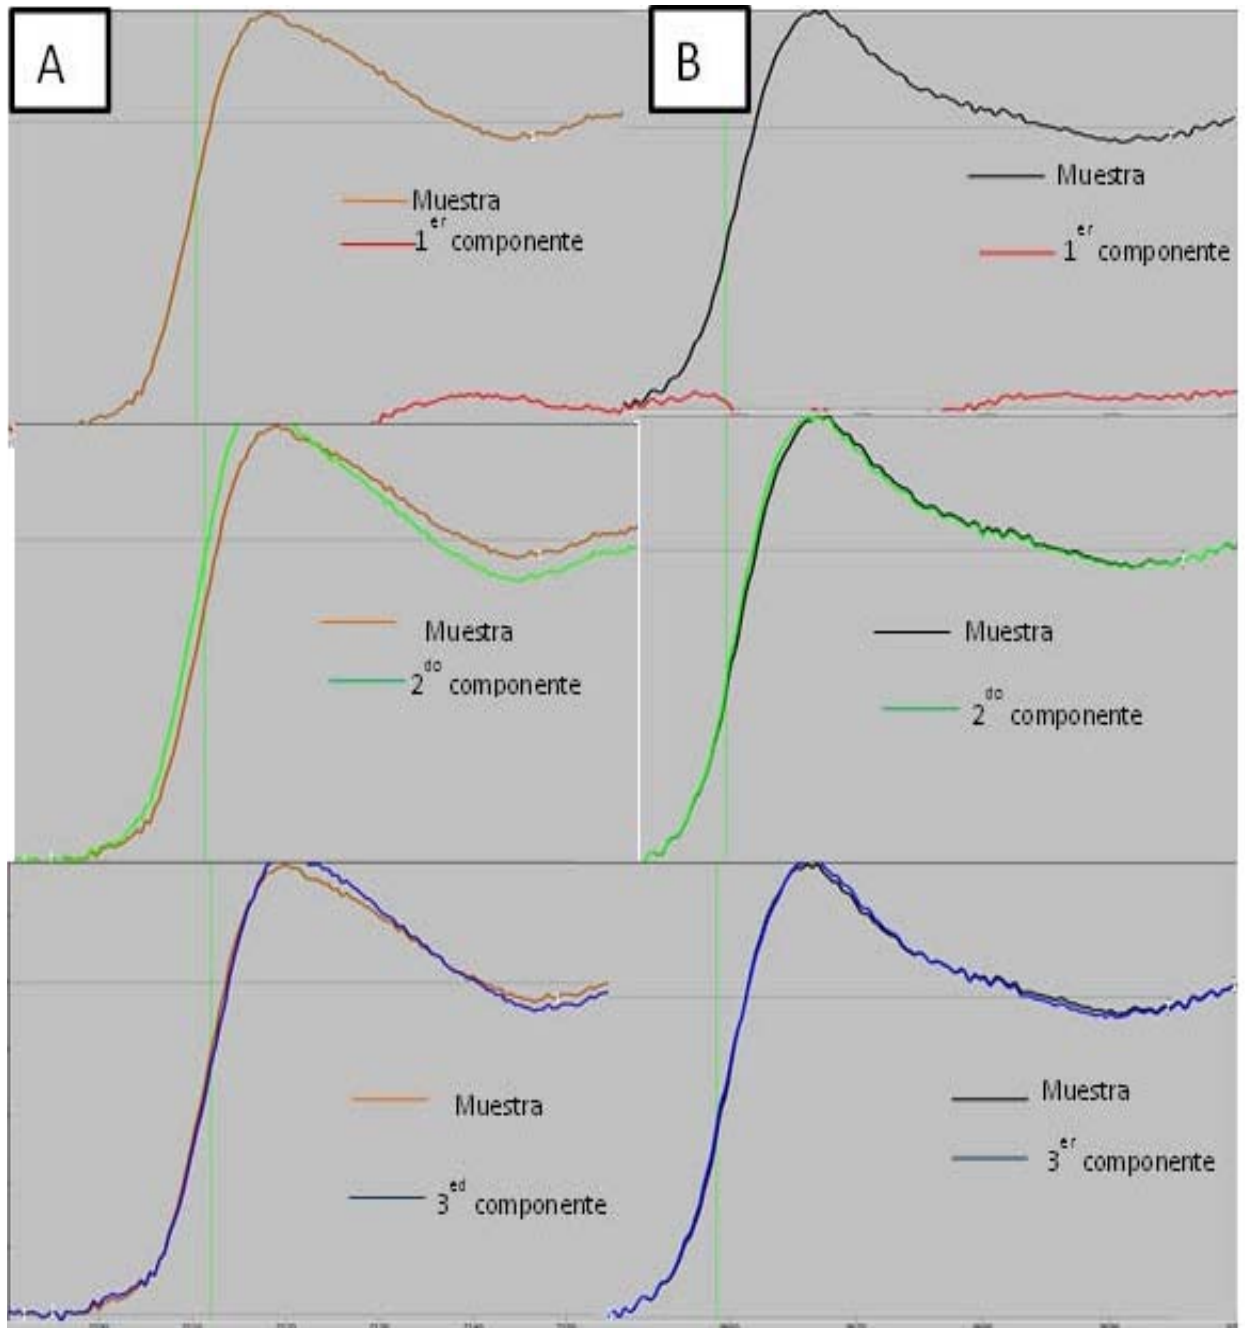 A
B
Muestra
1er componente
Muestra
1er componente
Muestra
2do componente
Muestra
2do componente
Muestra
3ed componente
Muestra
3er componente